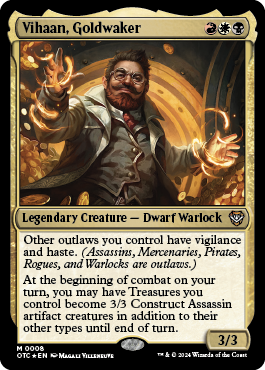 Vihaan, Goldwaker
Legendary Creature — Dwarf Warlock
Other outlaws you control have vigilance
and haste. (Assassins, Mercenaries, Pirates,
Rogues, and Warlocks are outlaws.)
At the beginning of combat on your
turn, you may have Treasures you
control become 3/3 Construct Assassin
artifact creatures in addition to their
other types until end of turn.
3/3
M 0008
OTC ★ EN MAGALI VILLENEUVE
™ & © 2024 Wizards of the Coast